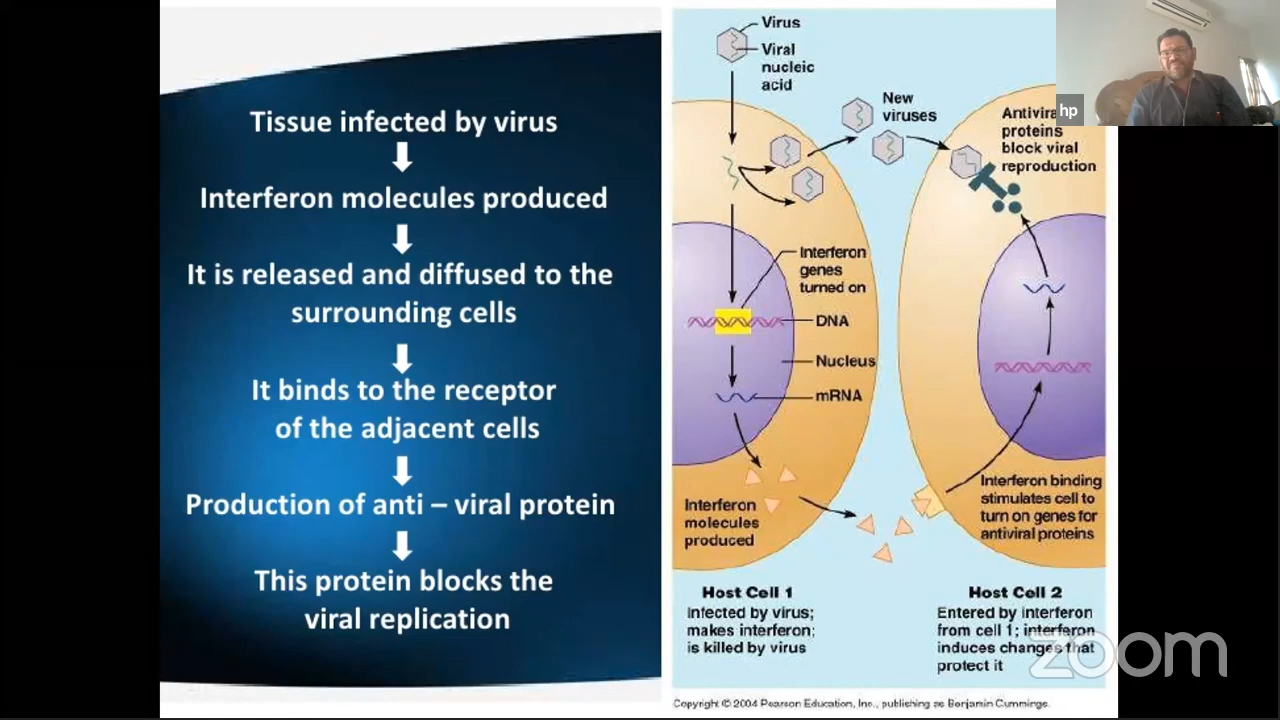 Tissue infected by virus
Interferon molecules produced
It is released and diffused to the
surrounding cells
It binds to the receptor
of the adjacent cells
Production of anti – viral protein
This protein blocks the
viral replication
Virus
Viral
nucleic
acid
New
viruses
Antivira
proteins
block viral
reproduction
Interferon
genes
turned on
DNA
Nucleus
mRNA
Interferon
molecules
produced
Interferon binding
stimulates cell to
turn on genes for
antiviral proteins
Host Cell 1
Infected by virus;
makes interferon;
is killed by virus
Host Cell 2
Entered by interferon
from cell 1; interferon
induces changes that
protect it
Copyright © 2004 Pearson Education, Inc., publishing as Benjamin Cummings.
hp
zoom